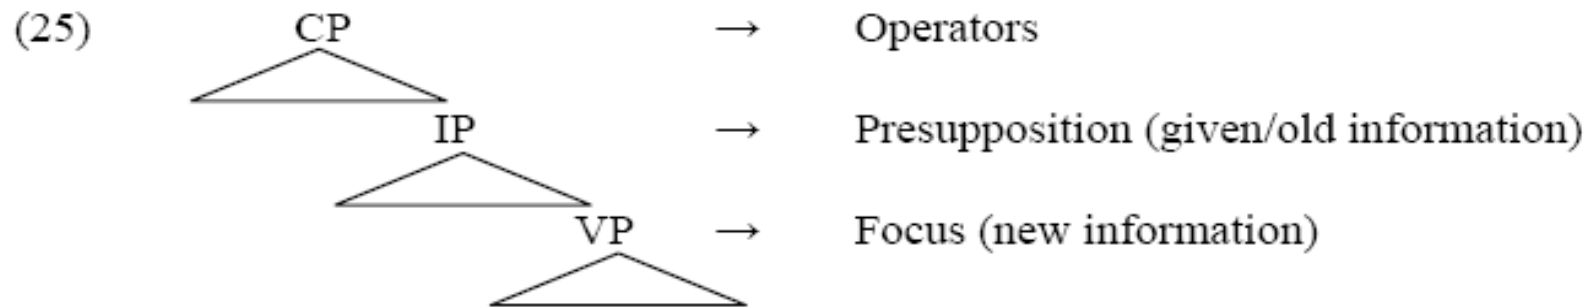 (25) CP → Operators
IP → Presupposition (given/old information)
VP → Focus (new information)